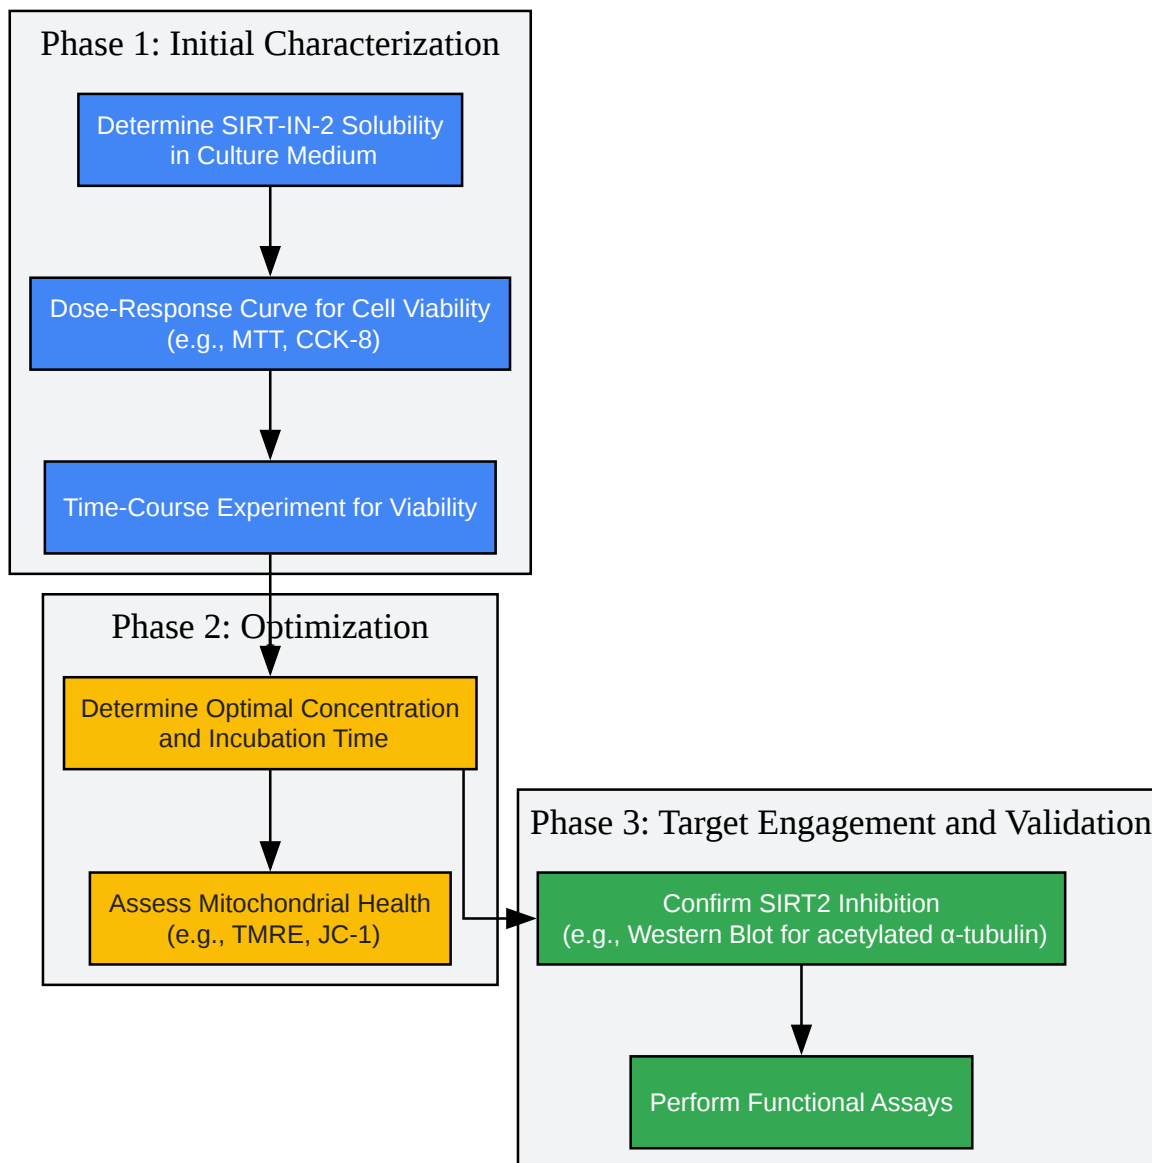 Phase 1: Initial Characterization
Determine SIRT-IN-2 Solubility
in Culture Medium
Dose-Response Curve for Cell Viability
(e.g., MTT, CCK-8)
Time-Course Experiment for Viability
Phase 2: Optimization
Determine Optimal Concentration
and Incubation Time
Assess Mitochondrial Health
(e.g., TMRE, JC-1)
Phase 3: Target Engagement and Validation
Confirm SIRT2 Inhibition
(e.g., Western Blot for acetylated α-tubulin)
Perform Functional Assays